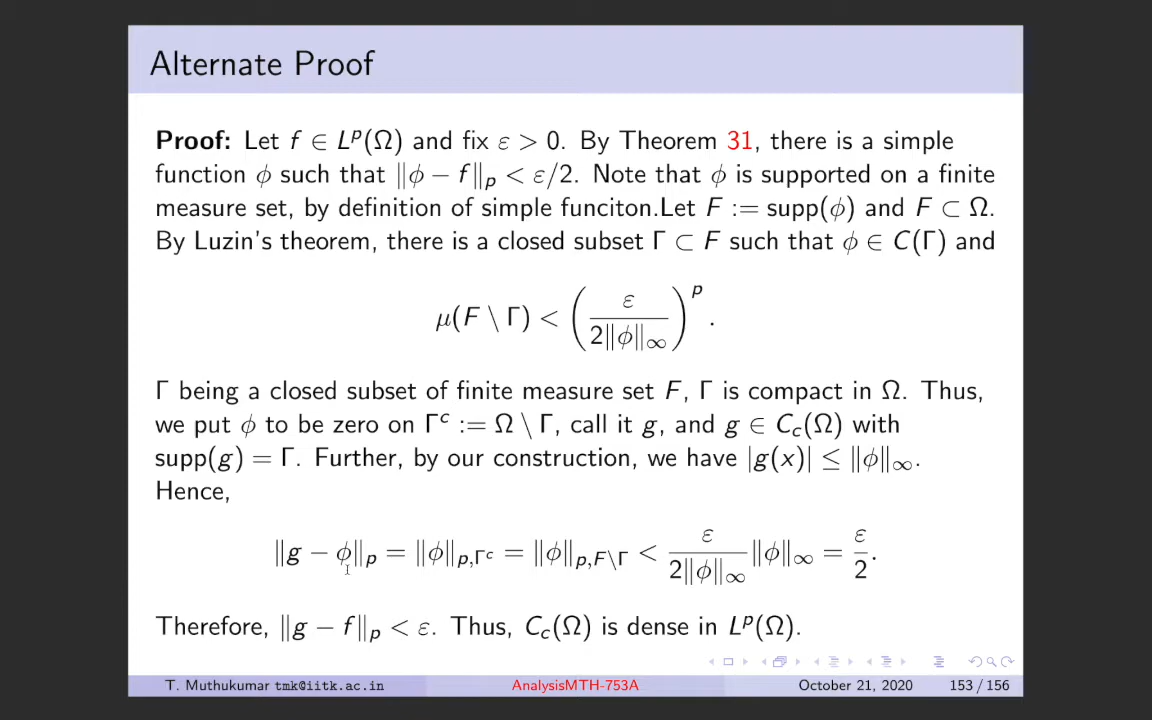 Alternate Proof
Proof: Let f ∈ Lᵖ(Ω) and fix ε > 0. By Theorem 31, there is a simple
function ϕ such that ‖ϕ − f‖ₚ < ε/2. Note that ϕ is supported on a finite
measure set, by definition of simple funciton.Let F := supp(ϕ) and F ⊂ Ω.
By Luzin's theorem, there is a closed subset Γ ⊂ F such that ϕ ∈ C(Γ) and
μ(F \ Γ) < (ε / 2‖ϕ‖∞)ᵖ.
Γ being a closed subset of finite measure set F, Γ is compact in Ω. Thus,
we put ϕ to be zero on Γᶜ := Ω \ Γ, call it g, and g ∈ C_c(Ω) with
supp(g) = Γ. Further, by our construction, we have |g(x)| ≤ ‖ϕ‖∞.
Hence,
‖g − ϕ‖ₚ = ‖ϕ‖_{p,Γᶜ} = ‖ϕ‖_{p,F\Γ} < ε / 2‖ϕ‖∞ ‖ϕ‖∞ = ε / 2.
Therefore, ‖g − f‖ₚ < ε. Thus, C_c(Ω) is dense in Lᵖ(Ω).
T. Muthukumar tmk@iitk.ac.in AnalysisMTH-753A October 21, 2020 153 / 156